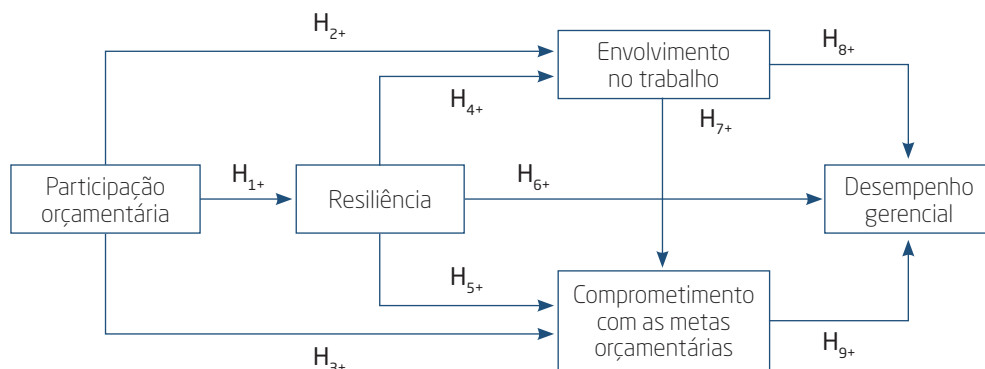 H2+
Envolvimento
no trabalho
H8+
H4+
H7+
Participação
orçamentária
H1+
Resiliência
H6+
Desempenho
gerencial
H5+
Comprometimento
com as metas
orçamentárias
H3+
H9+